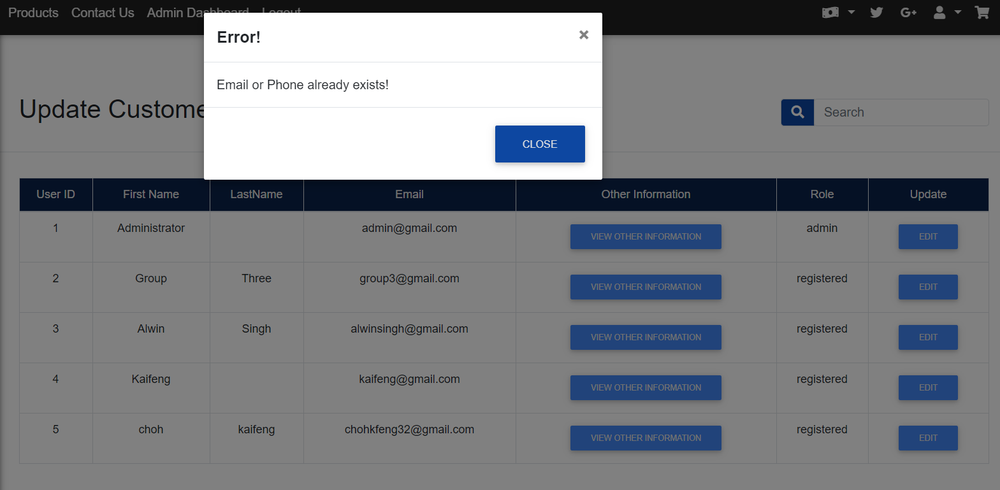 Products Contact Us Admin Dashboard Logout
Error!
×
Email or Phone already exists!
CLOSE
Update Custome
Search
User ID First Name LastName Email Other Information Role Update
1 Administrator admin@gmail.com VIEW OTHER INFORMATION admin EDIT
2 Group Three group3@gmail.com VIEW OTHER INFORMATION registered EDIT
3 Alwin Singh alwinsingh@gmail.com VIEW OTHER INFORMATION registered EDIT
4 Kaifeng kaifeng@gmail.com VIEW OTHER INFORMATION registered EDIT
5 choh kaifeng chohkfeng32@gmail.com VIEW OTHER INFORMATION registered EDIT